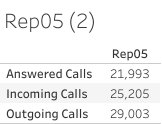 Rep05 (2)
Rep05
Answered Calls 21,993
Incoming Calls 25,205
Outgoing Calls 29,003